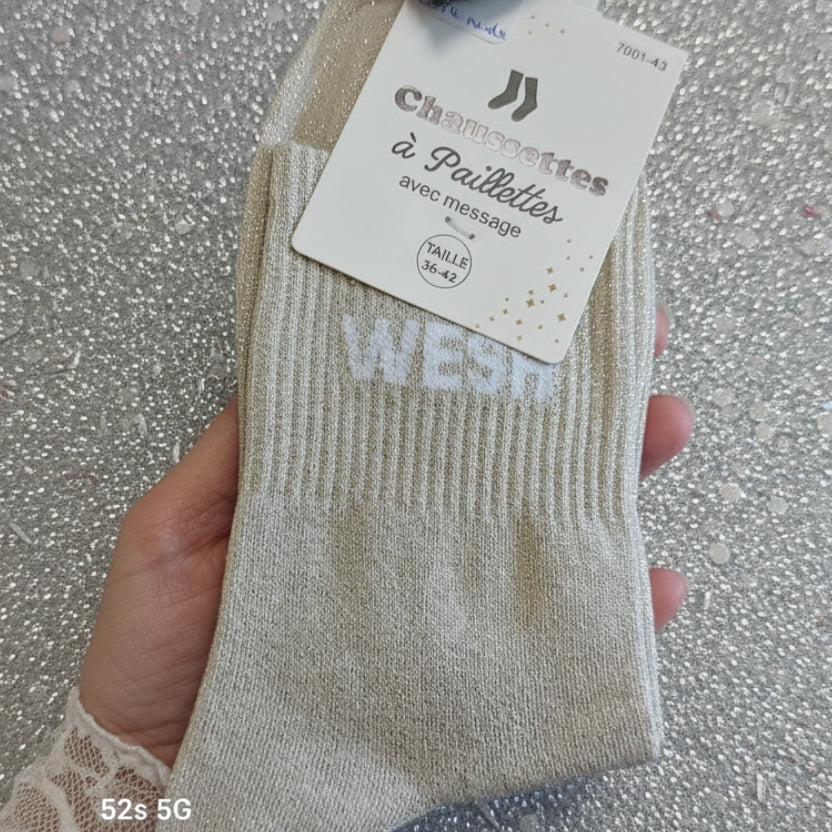 7001-43
Chaussettes
à Paillettes
avec message
TAILLE
36-42
WESH
52s 5G